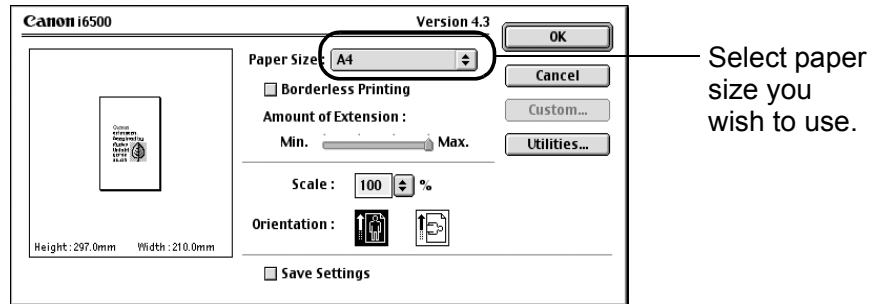 Canon i6500
Version 4.3
Paper Size: A4
Borderless Printing
Amount of Extension :
Min. Max.
Scale : 100 %
Orientation :
Save Settings
Height : 297.0mm Width : 210.0mm
OK
Cancel
Custom...
Utilities...
Select paper
size you
wish to use.